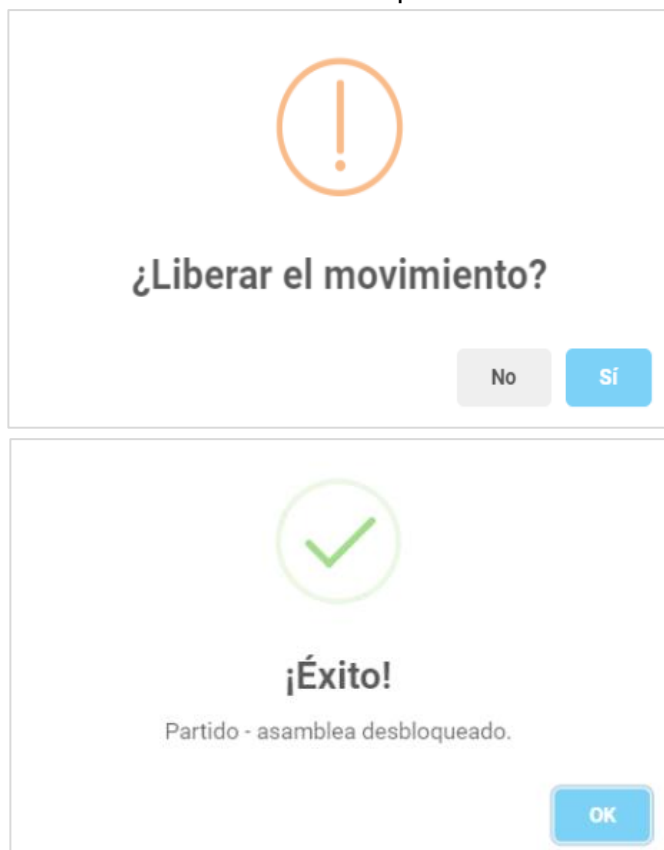 ¿Liberar el movimiento?
No Sí
¡Éxito!
Partido - asamblea desbloqueado.
OK